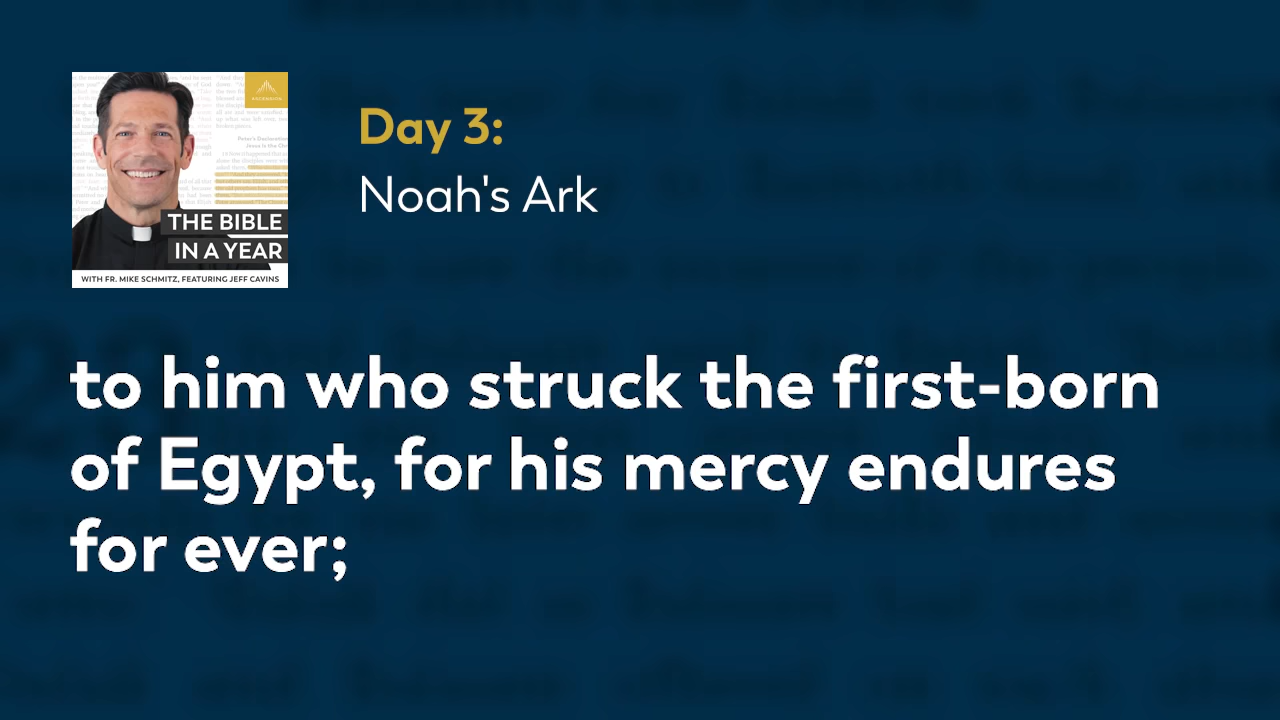 ASCENSION
THE BIBLE
IN A YEAR
WITH FR. MIKE SCHMITZ, FEATURING JEFF CAVINS
Day 3:
Noah's Ark
to him who struck the first-born
of Egypt, for his mercy endures
for ever;